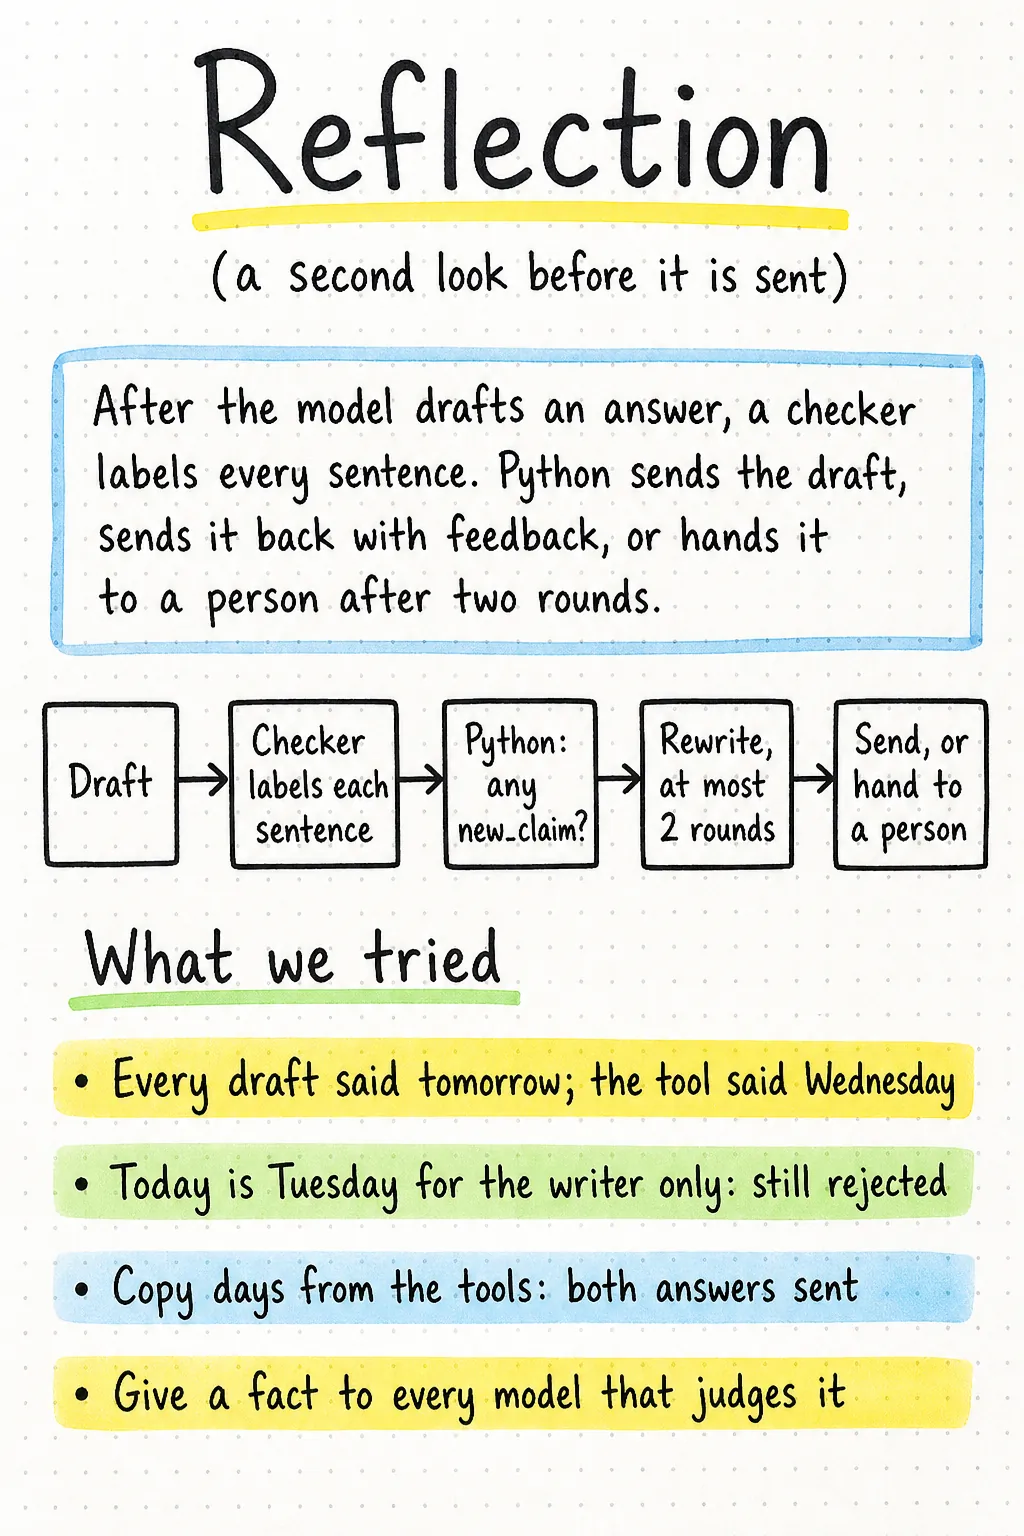 Reflection
(a second look before it is sent)
After the model drafts an answer, a checker
labels every sentence. Python sends the draft,
sends it back with feedback, or hands it
to a person after two rounds.
Draft
Checker
labels each
sentence
Python:
any
new_claim?
Rewrite,
at most
2 rounds
Send, or
hand to
a person
What we tried
• Every draft said tomorrow; the tool said Wednesday
• Today is Tuesday for the writer only: still rejected
• Copy days from the tools: both answers sent
• Give a fact to every model that judges it